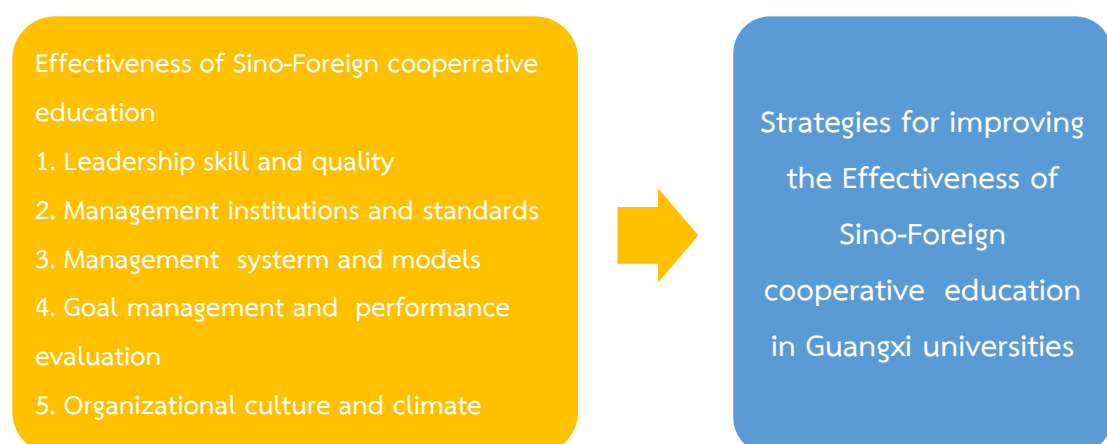 Effectiveness of Sino-Foreign cooperrative
education
1. Leadership skill and quality
2. Management institutions and standards
3. Management systerm and models
4. Goal management and performance
evaluation
5. Organizational culture and climate
Strategies for improving
the Effectiveness of
Sino-Foreign
cooperative education
in Guangxi universities